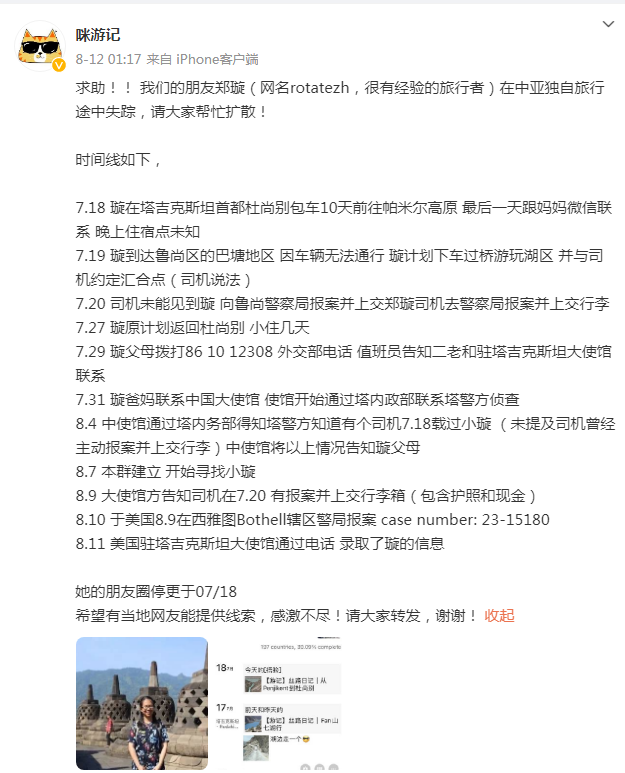 咪游记
8-12 01:17 来自 iPhone客户端
求助！！ 我们的朋友郑璇（网名rotatezh，很有经验的旅行者）在中亚独自旅行
途中失踪，请大家帮忙扩散！
时间线如下，
7.18 璇在塔吉克斯坦首都杜尚别包车10天前往帕米尔高原 最后一天跟妈妈微信联
系 晚上住宿点未知
7.19 璇到达鲁尚区的巴塘地区 因车辆无法通行 璇计划下车过桥游玩湖区 并与司
机约定汇合点（司机说法）
7.20 司机未能见到璇 向鲁尚警察局报案并上交郑璇司机去警察局报案并上交行李
7.27 璇原计划返回杜尚别 小住几天
7.29 璇父母拨打86 10 12308 外交部电话 值班员告知二老和驻塔吉克斯坦大使馆
联系
7.31 璇爸妈联系中国大使馆 使馆开始通过塔内政部联系塔警方侦查
8.4 中使馆通过塔内务部得知塔警方知道有个司机7.18载过小璇 （未提及司机曾经
主动报案并上交行李）中使馆将以上情况告知璇父母
8.7 本群建立 开始寻找小璇
8.9 大使馆方告知司机在7.20 有报案并上交行李箱（包含护照和现金）
8.10 于美国8.9在西雅图Bothell辖区警局报案 case number: 23-15180
8.11 美国驻塔吉克斯坦大使馆通过电话 录取了璇的信息
她的朋友圈停更于07/18
希望有当地网友能提供线索，感激不尽！请大家转发，谢谢！ 收起
197 countries, 30.09% complete
18 7月
今天的[捂脸]
【游记】丝路日记 | 从
Penjikent到杜尚别
17 7月
前天和昨天的
【游记】丝路日记 | Fan山
七湖行
湖边走一个